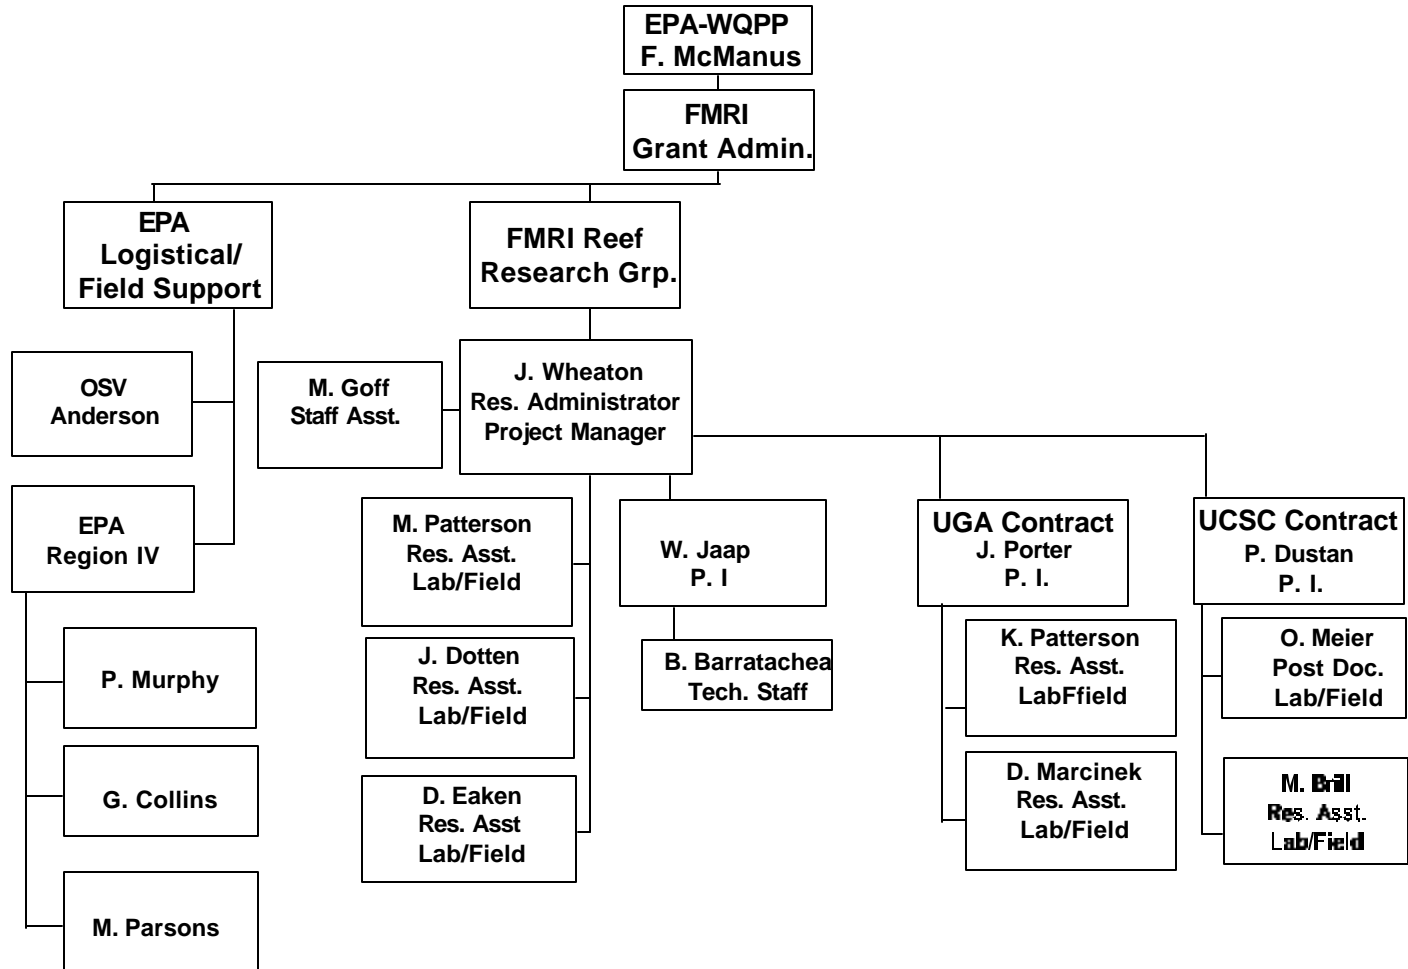 EPA-WQPP
F. McManus
FMRI
Grant Admin.
EPA
Logistical/
Field Support
FMRI Reef
Research Grp.
OSV
Anderson
M. Goff
Staff Asst.
J. Wheaton
Res. Administrator
Project Manager
EPA
Region IV
M. Patterson
Res. Asst.
Lab/Field
W. Jaap
P. I
UGA Contract
J. Porter
P. I.
UCSC Contract
P. Dustan
P. I.
P. Murphy
J. Dotten
Res. Asst.
Lab/Field
B. Barratachea
Tech. Staff
K. Patterson
Res. Asst.
LabFfield
O. Meier
Post Doc.
Lab/Field
G. Collins
D. Eaken
Res. Asst
Lab/Field
D. Marcinek
Res. Asst.
Lab/Field
M. Brill
Res. Asst.
Lab/Field
M. Parsons